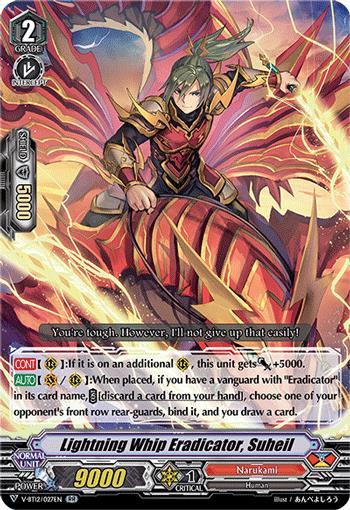 2
GRADE
INTERCEPT
SHIELD
5000
You're tough. However, I'll not give up that easily!
CONT [ ]:If it is on an additional , this unit gets +5000.
AUTO [ / ]:When placed, if you have a vanguard with "Eradicator"
in its card name, [discard a card from your hand], choose one of your
opponent's front row rear-guards, bind it, and you draw a card.
Lightning Whip Eradicator, Suheil
NORMAL
UNIT
POWER
9000
1
CRITICAL
Narukami
Human
V-BT12/027EN RR
Illust / あんべよしろう